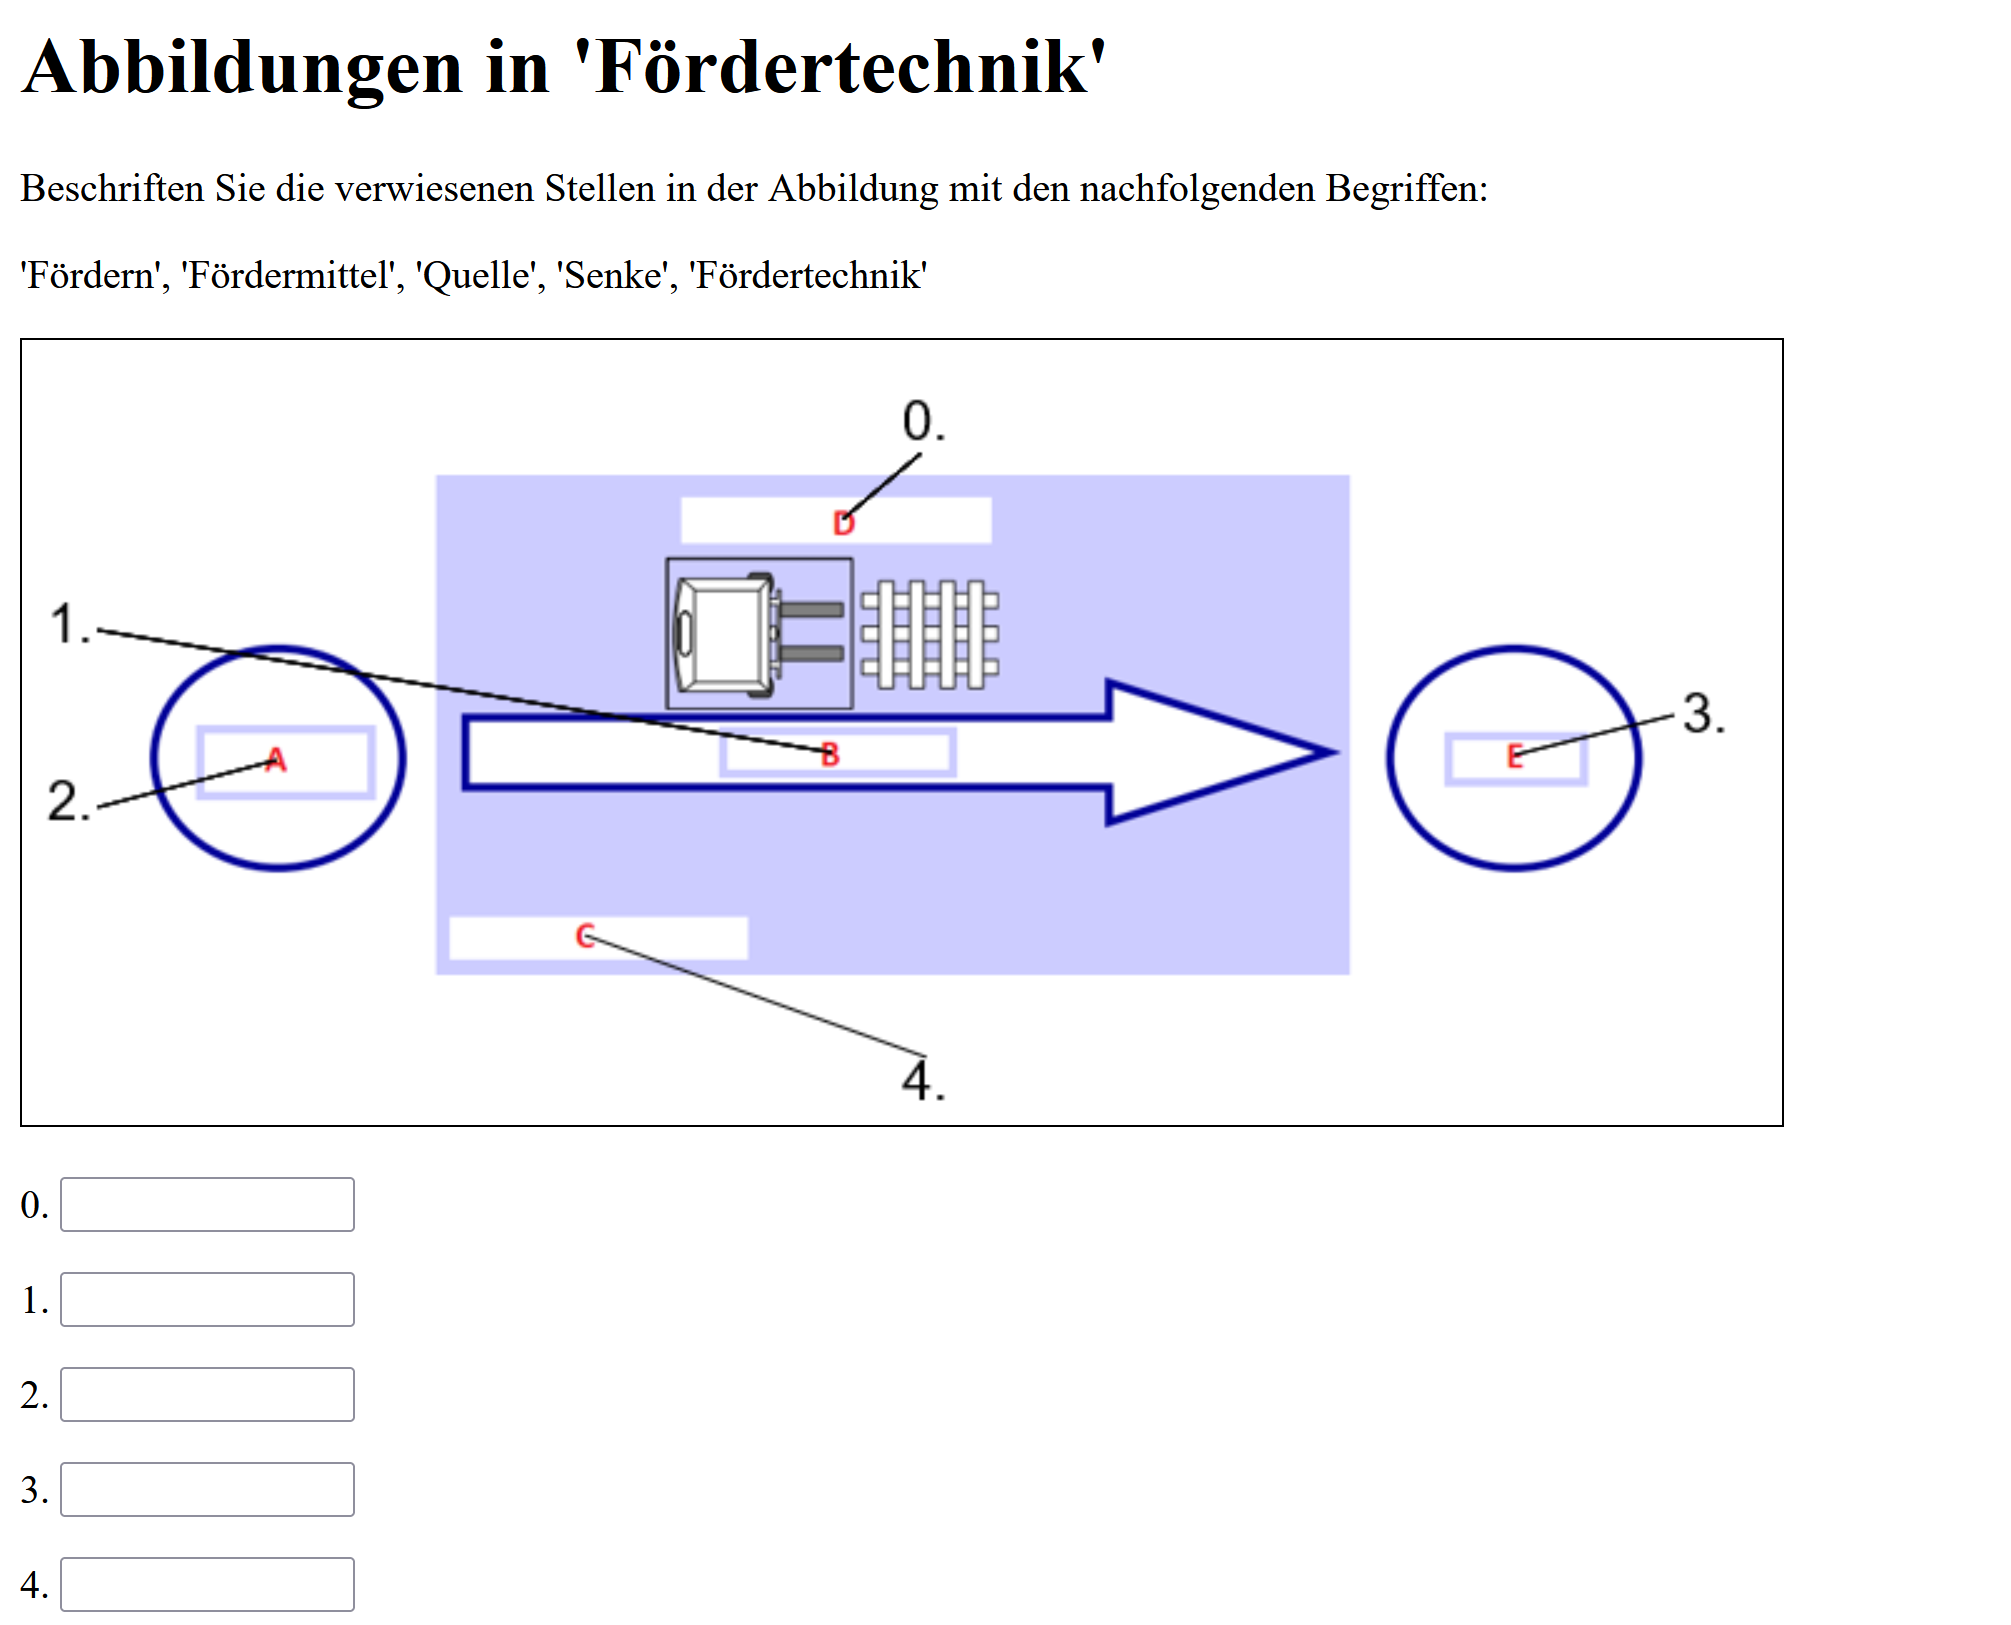 Abbildungen in 'Fördertechnik'
Beschriften Sie die verwiesenen Stellen in der Abbildung mit den nachfolgenden Begriffen:
'Fördern', 'Fördermittel', 'Quelle', 'Senke', 'Fördertechnik'
0.
D
1.
A
B
E
3.
2.
C
4.
0.
1.
2.
3.
4.